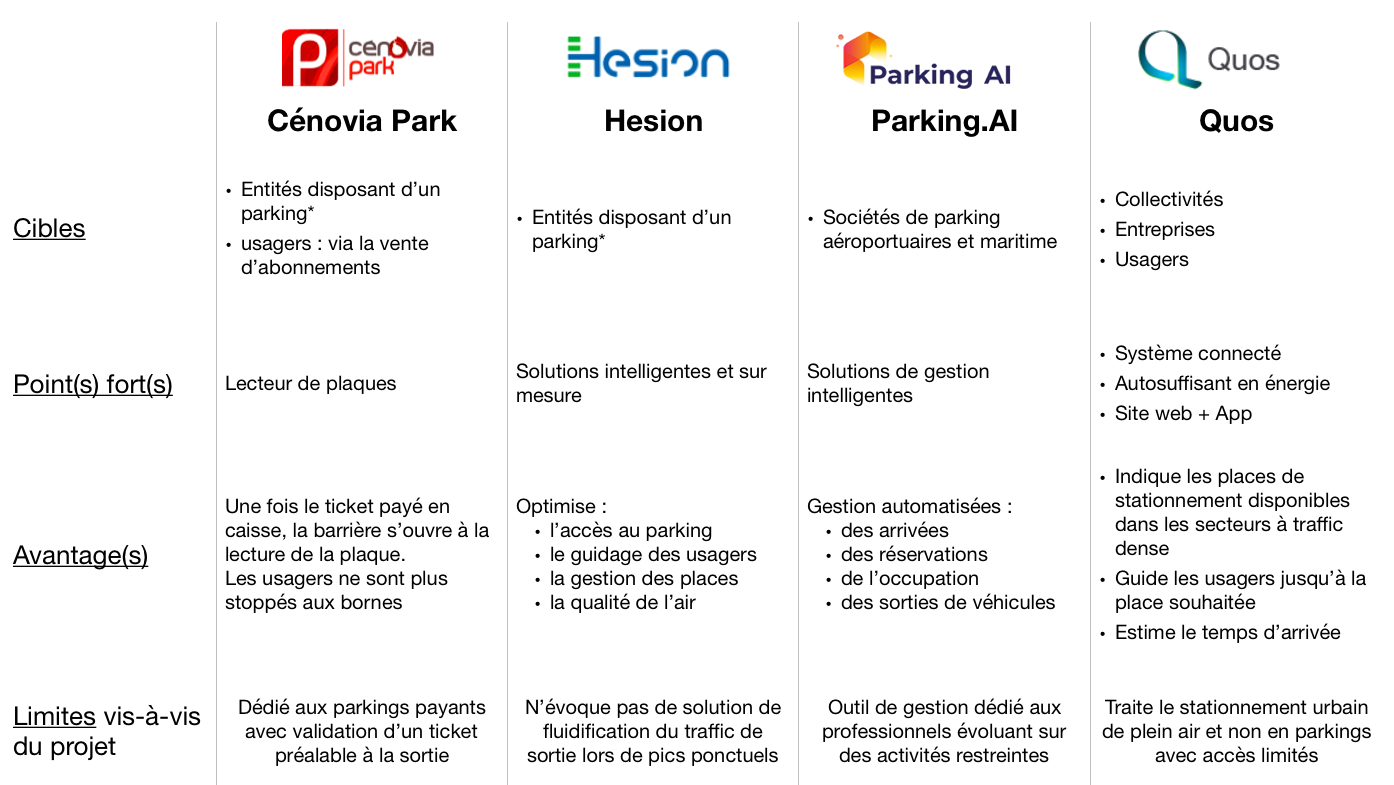 P cénovia
park
Hesion
Parking AI
Quos
Cénovia Park
Hesion
Parking.AI
Quos
Cibles
• Entités disposant d’un
parking*
• usagers : via la vente
d’abonnements
• Entités disposant d’un
parking*
• Sociétés de parking
aéroportuaires et maritime
• Collectivités
• Entreprises
• Usagers
Point(s) fort(s)
Lecteur de plaques
Solutions intelligentes et sur
mesure
Solutions de gestion
intelligentes
• Système connecté
• Autosuffisant en énergie
• Site web + App
Avantage(s)
Une fois le ticket payé en
caisse, la barrière s’ouvre à la
lecture de la plaque.
Les usagers ne sont plus
stoppés aux bornes
Optimise :
• l’accès au parking
• le guidage des usagers
• la gestion des places
• la qualité de l’air
Gestion automatisées :
• des arrivées
• des réservations
• de l’occupation
• des sorties de véhicules
• Indique les places de
stationnement disponibles
dans les secteurs à traffic
dense
• Guide les usagers jusqu’à la
place souhaitée
• Estime le temps d’arrivée
Limites vis-à-vis
du projet
Dédié aux parkings payants
avec validation d’un ticket
préalable à la sortie
N’évoque pas de solution de
fluidification du traffic de
sortie lors de pics ponctuels
Outil de gestion dédié aux
professionnels évoluant sur
des activités restreintes
Traite le stationnement urbain
de plein air et non en parkings
avec accès limités